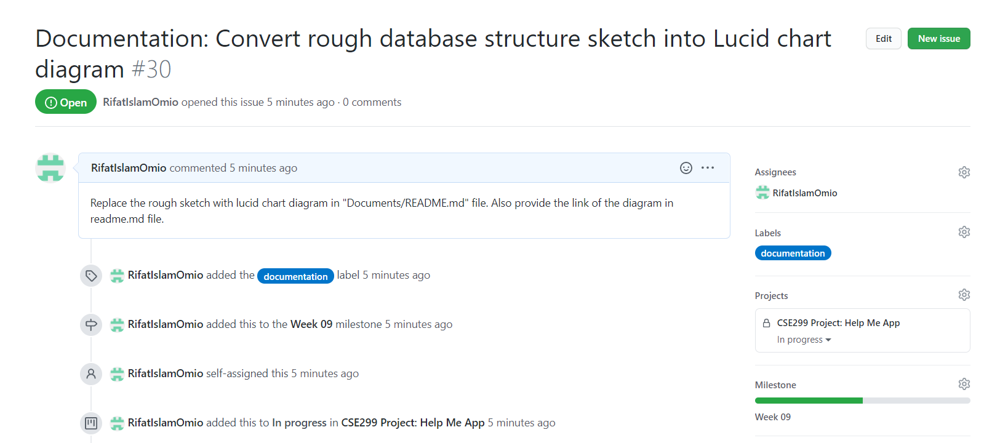 Documentation: Convert rough database structure sketch into Lucid chart
diagram #30
Edit
New issue
Open
RifatIslamOmio opened this issue 5 minutes ago · 0 comments
RifatIslamOmio commented 5 minutes ago
Replace the rough sketch with lucid chart diagram in "Documents/README.md" file. Also provide the link of the diagram in
readme.md file.
RifatIslamOmio added the documentation label 5 minutes ago
RifatIslamOmio added this to the Week 09 milestone 5 minutes ago
RifatIslamOmio self-assigned this 5 minutes ago
RifatIslamOmio added this to In progress in CSE299 Project: Help Me App 5 minutes ago
Assignees
RifatIslamOmio
Labels
documentation
Projects
CSE299 Project: Help Me App
In progress
Milestone
Week 09